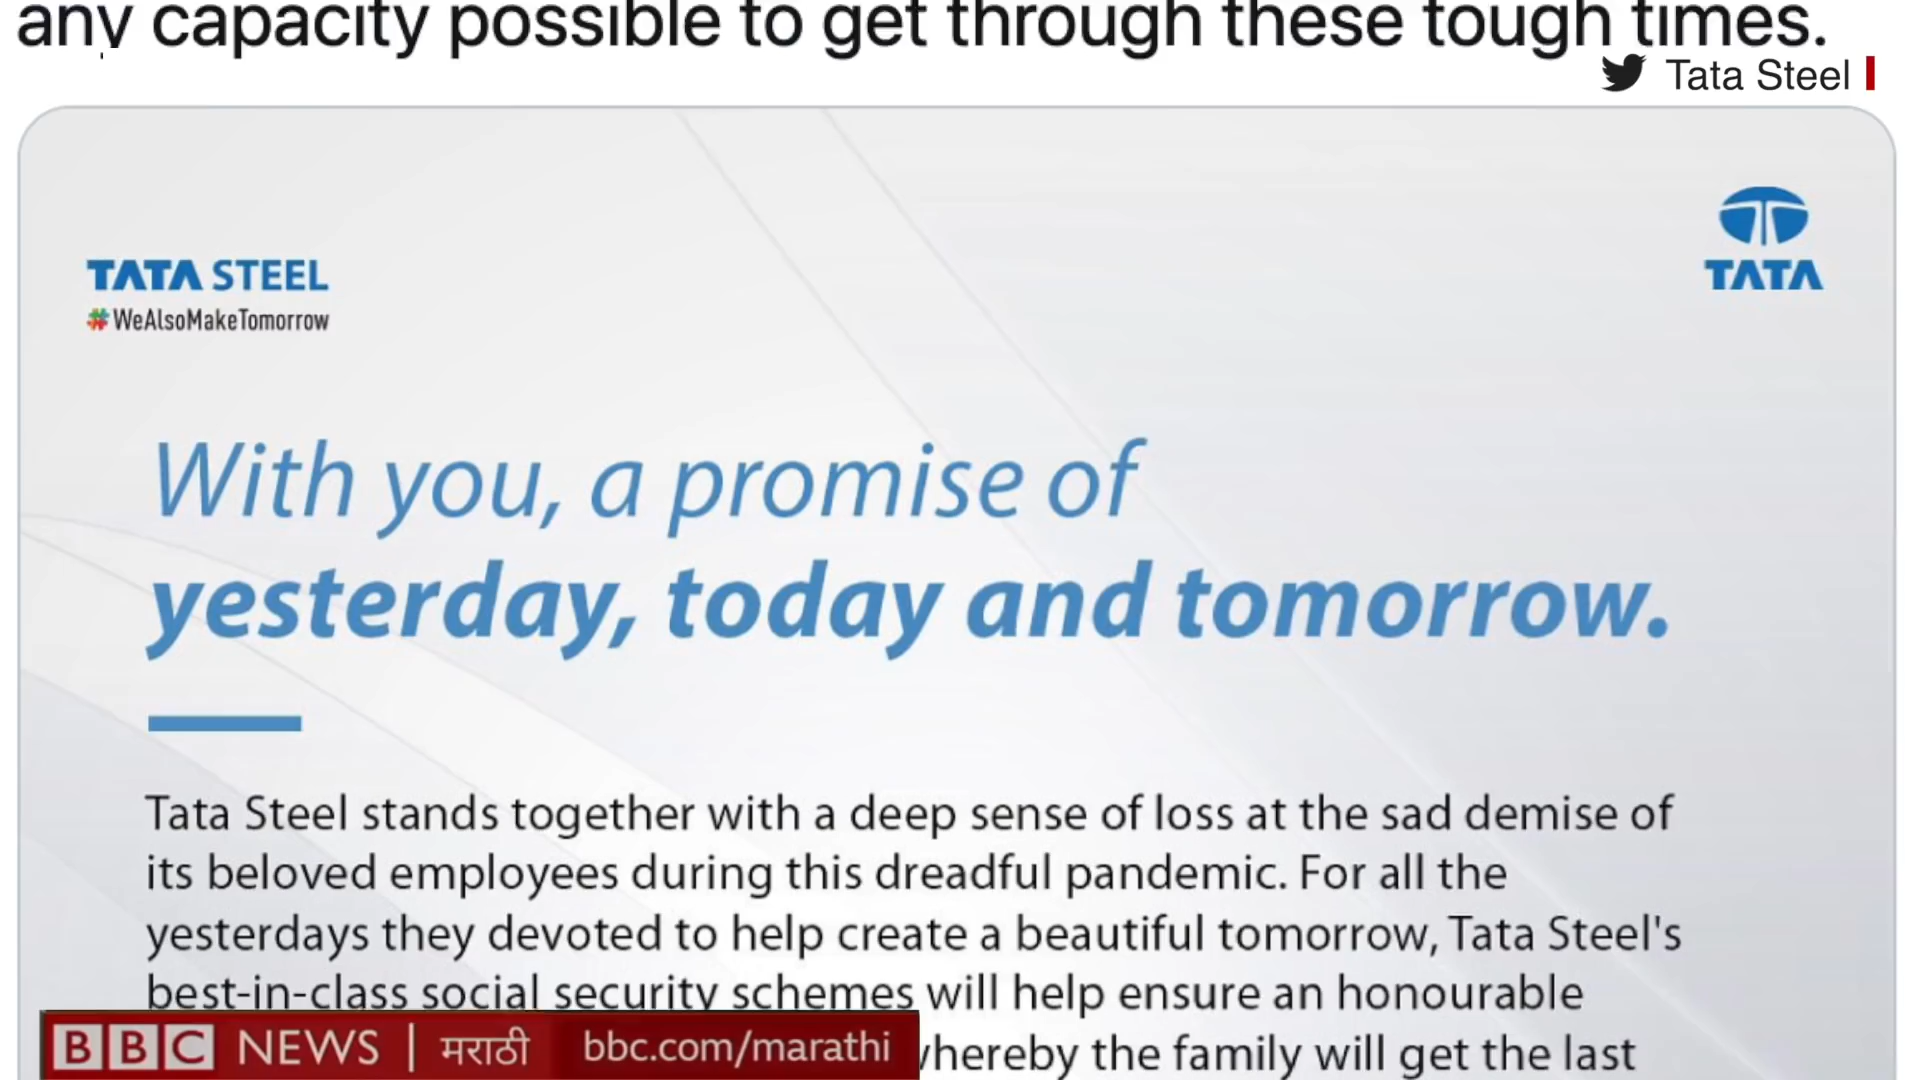 any capacity possible to get through these tough times.
Tata Steel
TATA STEEL
#WeAlsoMakeTomorrow
TATA
With you, a promise of
yesterday, today and tomorrow.
Tata Steel stands together with a deep sense of loss at the sad demise of
its beloved employees during this dreadful pandemic. For all the
yesterdays they devoted to help create a beautiful tomorrow, Tata Steel's
best-in-class social security schemes will help ensure an honourable
whereby the family will get the last
BBC NEWS | मराठी bbc.com/marathi